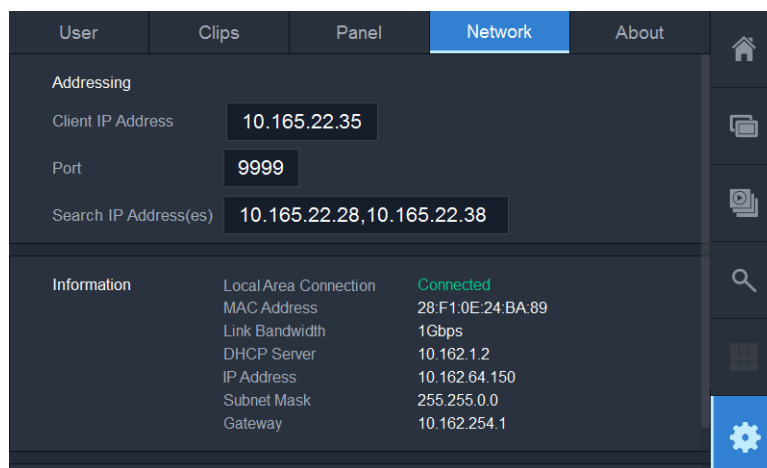 User Clips Panel Network About
Addressing
Client IP Address 10.165.22.35
Port 9999
Search IP Address(es) 10.165.22.28,10.165.22.38
Information Local Area Connection Connected
MAC Address 28:F1:0E:24:BA:89
Link Bandwidth 1Gbps
DHCP Server 10.162.1.2
IP Address 10.162.64.150
Subnet Mask 255.255.0.0
Gateway 10.162.254.1